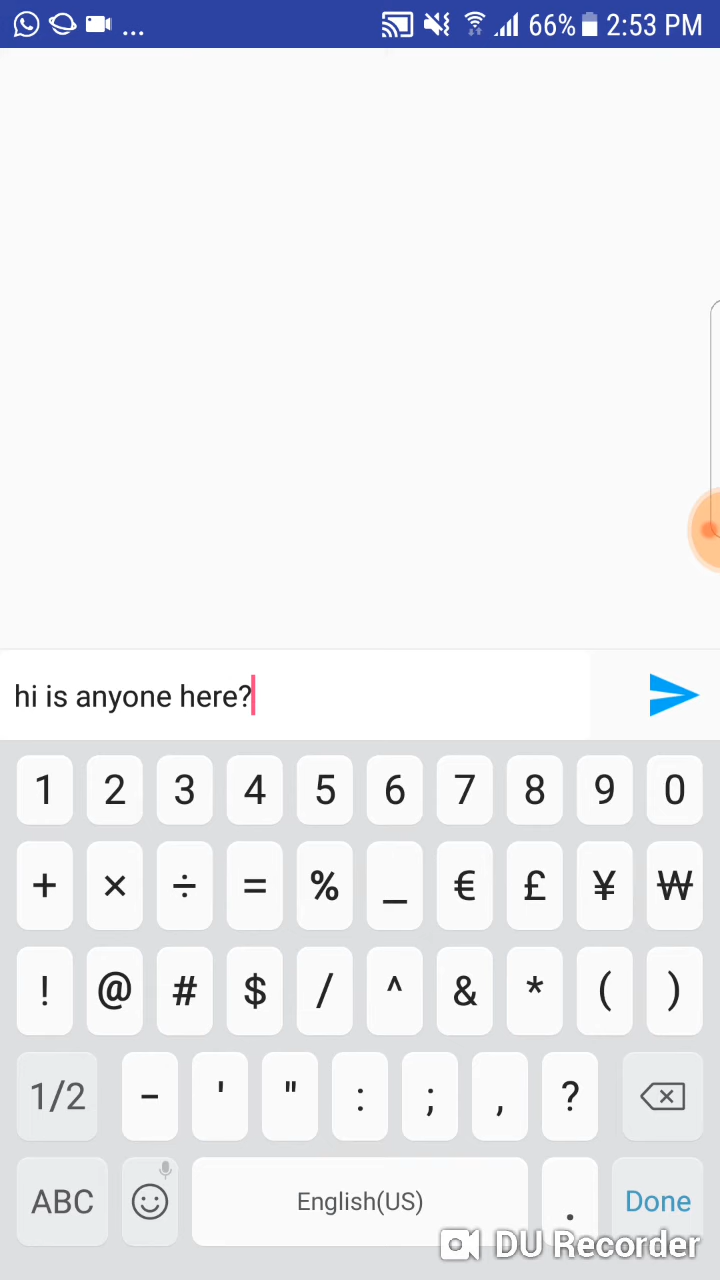 ... 66% 2:53 PM
hi is anyone here?
1 2 3 4 5 6 7 8 9 0
+ × ÷ = % _ € £ ¥ ₩
! @ # $ / ^ & * ( )
1/2 - ' " : ; , ?
ABC English(US) . Done
DU Recorder